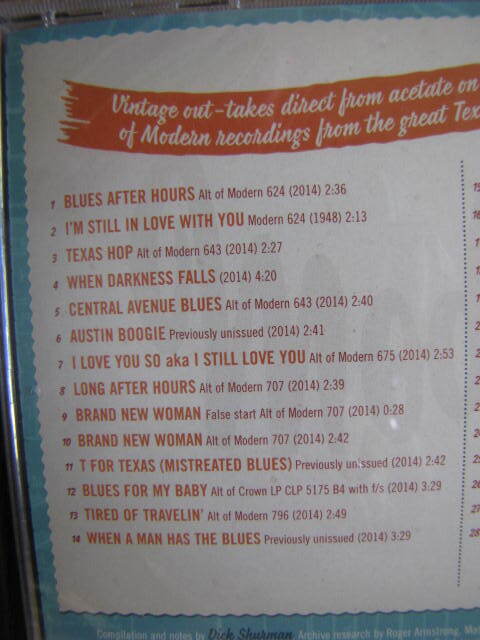 Vintage out-takes direct from acetate on
of Modern recordings from the great Tex
1 BLUES AFTER HOURS Alt of Modern 624 (2014) 2:36
2 I'M STILL IN LOVE WITH YOU Modern 624 (1948) 2:13
3 TEXAS HOP Alt of Modern 643 (2014) 2:27
4 WHEN DARKNESS FALLS (2014) 4:20
5 CENTRAL AVENUE BLUES Alt of Modern 643 (2014) 2:40
6 AUSTIN BOOGIE Previously unissued (2014) 2:41
7 I LOVE YOU SO aka I STILL LOVE YOU Alt of Modern 675 (2014) 2:53
8 LONG AFTER HOURS Alt of Modern 707 (2014) 2:39
9 BRAND NEW WOMAN False start Alt of Modern 707 (2014) 0:28
10 BRAND NEW WOMAN Alt of Modern 707 (2014) 2:42
11 T FOR TEXAS (MISTREATED BLUES) Previously unissued (2014) 2:42
12 BLUES FOR MY BABY Alt of Crown LP CLP 5175 B4 with f/s (2014) 3:29
13 TIRED OF TRAVELIN' Alt of Modern 796 (2014) 2:49
14 WHEN A MAN HAS THE BLUES Previously unissued (2014) 3:29
15
16
28
Compilation and notes by Dick Shurman Archive research by Roger Armstrong, Mat